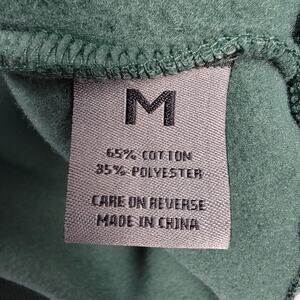 M
65% COTTON
35% POLYESTER
CARE ON REVERSE
MADE IN CHINA